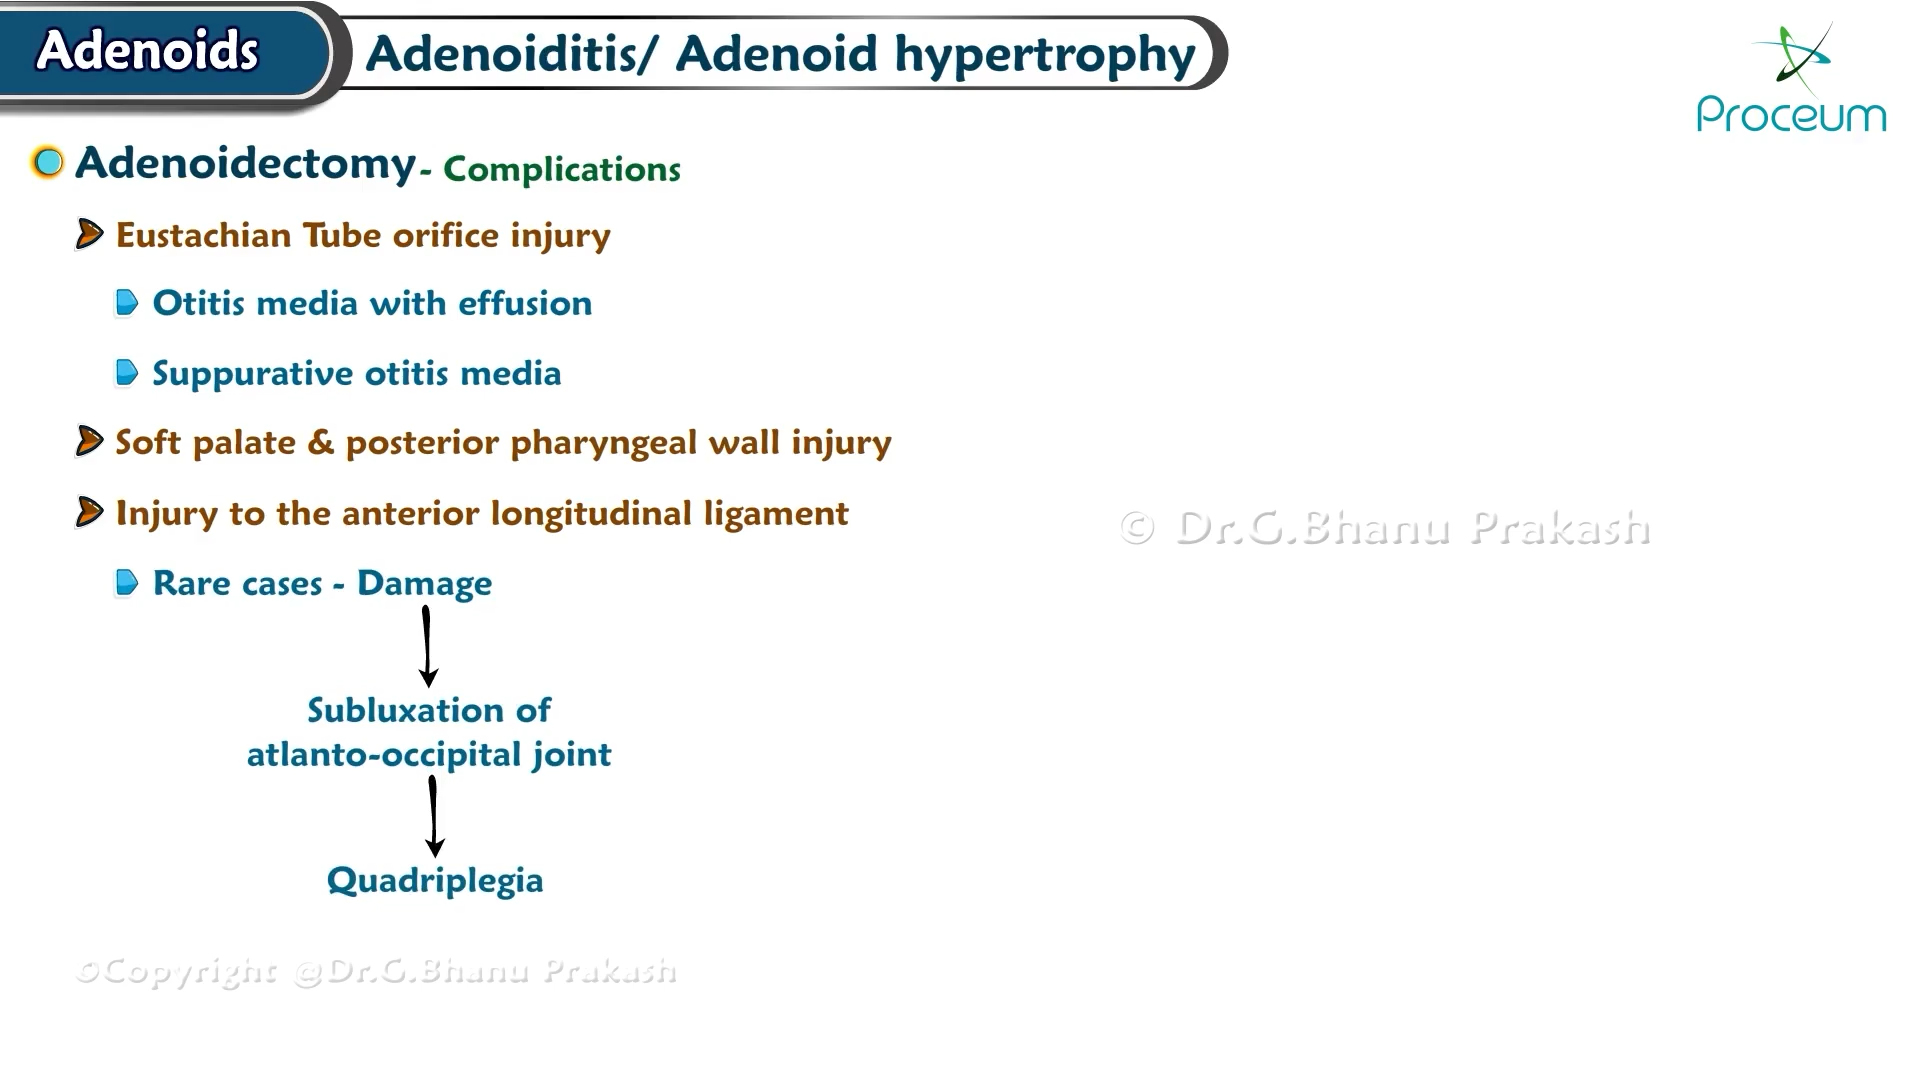 Adenoids
Adenoiditis/ Adenoid hypertrophy
Proceum
Adenoidectomy - Complications
Eustachian Tube orifice injury
Otitis media with effusion
Suppurative otitis media
Soft palate & posterior pharyngeal wall injury
Injury to the anterior longitudinal ligament
© Dr.G.Bhanu Prakash
Rare cases - Damage
Subluxation of
atlanto-occipital joint
Quadriplegia
©Copyright @Dr.G.Bhanu Prakash